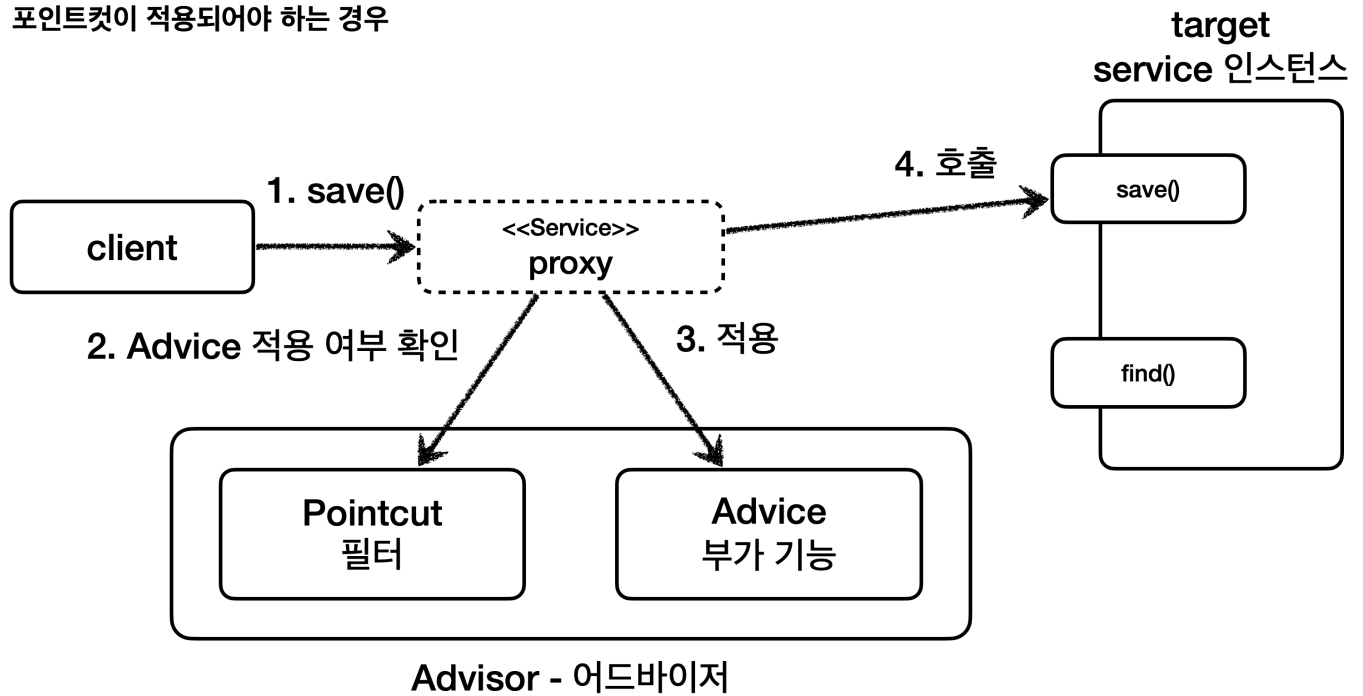 포인트컷이 적용되어야 하는 경우
target
service 인스턴스
1. save()
client
<<Service>>
proxy
4. 호출
save()
find()
2. Advice 적용 여부 확인
3. 적용
Pointcut
필터
Advice
부가 기능
Advisor - 어드바이저